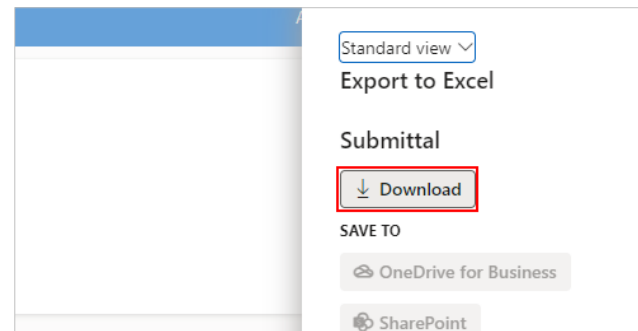 Standard view
Export to Excel
Submittal
Download
SAVE TO
OneDrive for Business
SharePoint